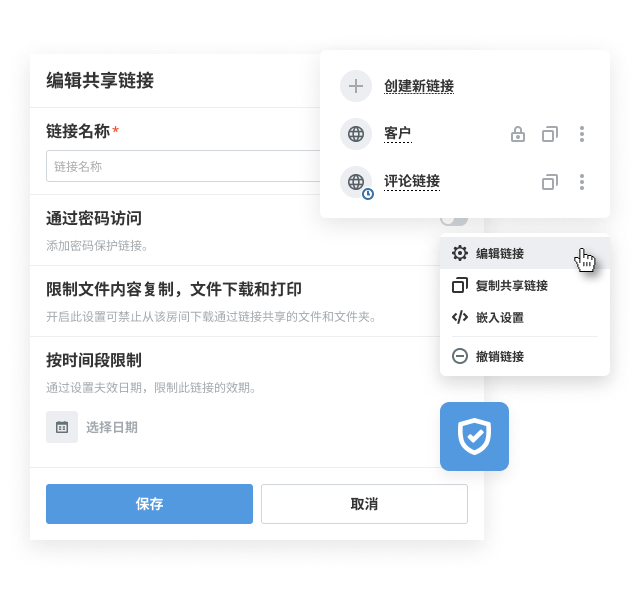 编辑共享链接
链接名称*
链接名称
通过密码访问
添加密码保护链接。
限制文件内容复制，文件下载和打印
开启此设置可禁止从该房间下载通过链接共享的文件和文件夹。
按时间段限制
通过设置夫效日期，限制此链接的效期。
选择日期
保存
取消
创建新链接
客户
评论链接
编辑链接
复制共享链接
嵌入设置
撤销链接